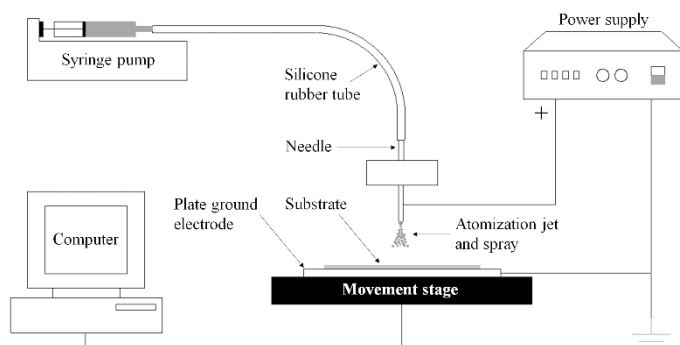 Power supply
Syringe pump
Silicone
rubber tube
+
Needle
Plate ground
electrode
Substrate
Atomization jet
and spray
Computer
Movement stage